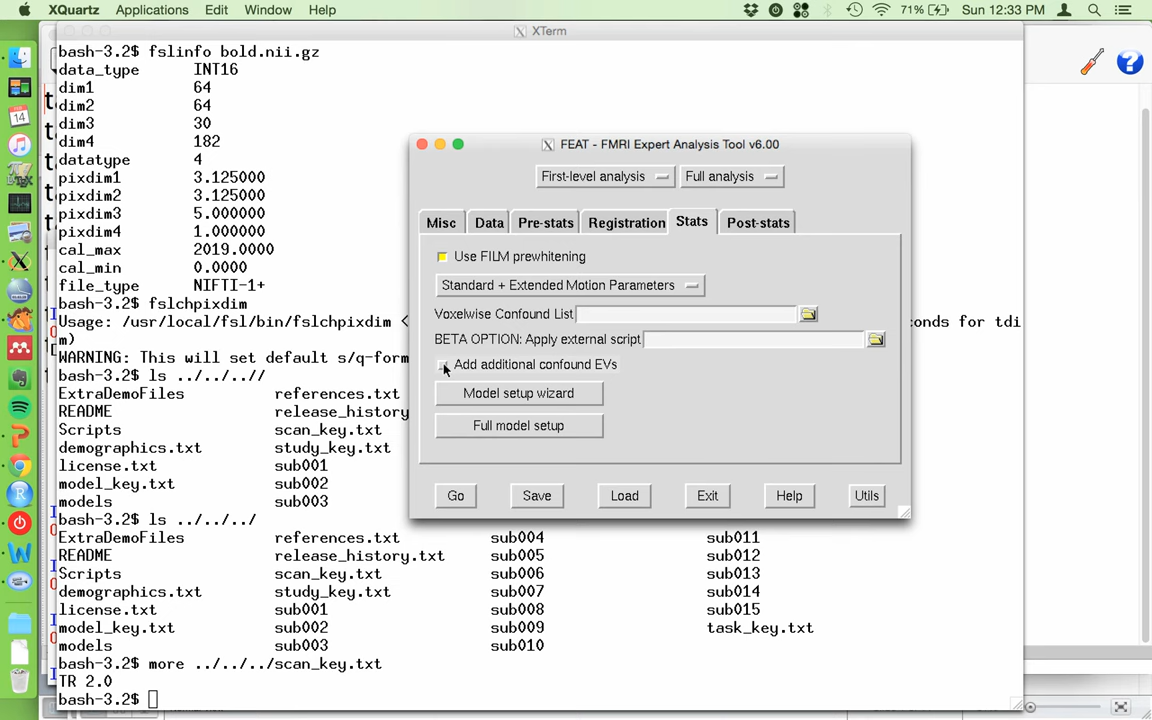 XQuartz Applications Edit Window Help 71% Sun 12:33 PM
XTerm
bash-3.2$ fslinfo bold.nii.gz
data_type INT16
dim1 64
dim2 64
dim3 30
dim4 182
datatype 4
pixdim1 3.125000
pixdim2 3.125000
pixdim3 5.000000
pixdim4 1.000000
cal_max 2019.0000
cal_min 0.0000
file_type NIFTI-1+
bash-3.2$ fslchpixdim
Usage: /usr/local/fsl/bin/fslchpixdim < onds for tdi
m)
WARNING: This will set default s/q-form
bash-3.2$ ls ../../..//
ExtraDemoFiles references.txt
README release_history
Scripts scan_key.txt
demographics.txt study_key.txt
license.txt sub001
model_key.txt sub002
models sub003
bash-3.2$ ls ../../../
ExtraDemoFiles references.txt sub004 sub011
README release_history.txt sub005 sub012
Scripts scan_key.txt sub006 sub013
demographics.txt study_key.txt sub007 sub014
license.txt sub001 sub008 sub015
model_key.txt sub002 sub009 task_key.txt
models sub003 sub010
bash-3.2$ more ../../../scan_key.txt
TR 2.0
bash-3.2$
FEAT - FMRI Expert Analysis Tool v6.00
First-level analysis Full analysis
Misc Data Pre-stats Registration Stats Post-stats
Use FILM prewhitening
Standard + Extended Motion Parameters
Voxelwise Confound List
BETA OPTION: Apply external script
Add additional confound EVs
Model setup wizard
Full model setup
Go Save Load Exit Help Utils